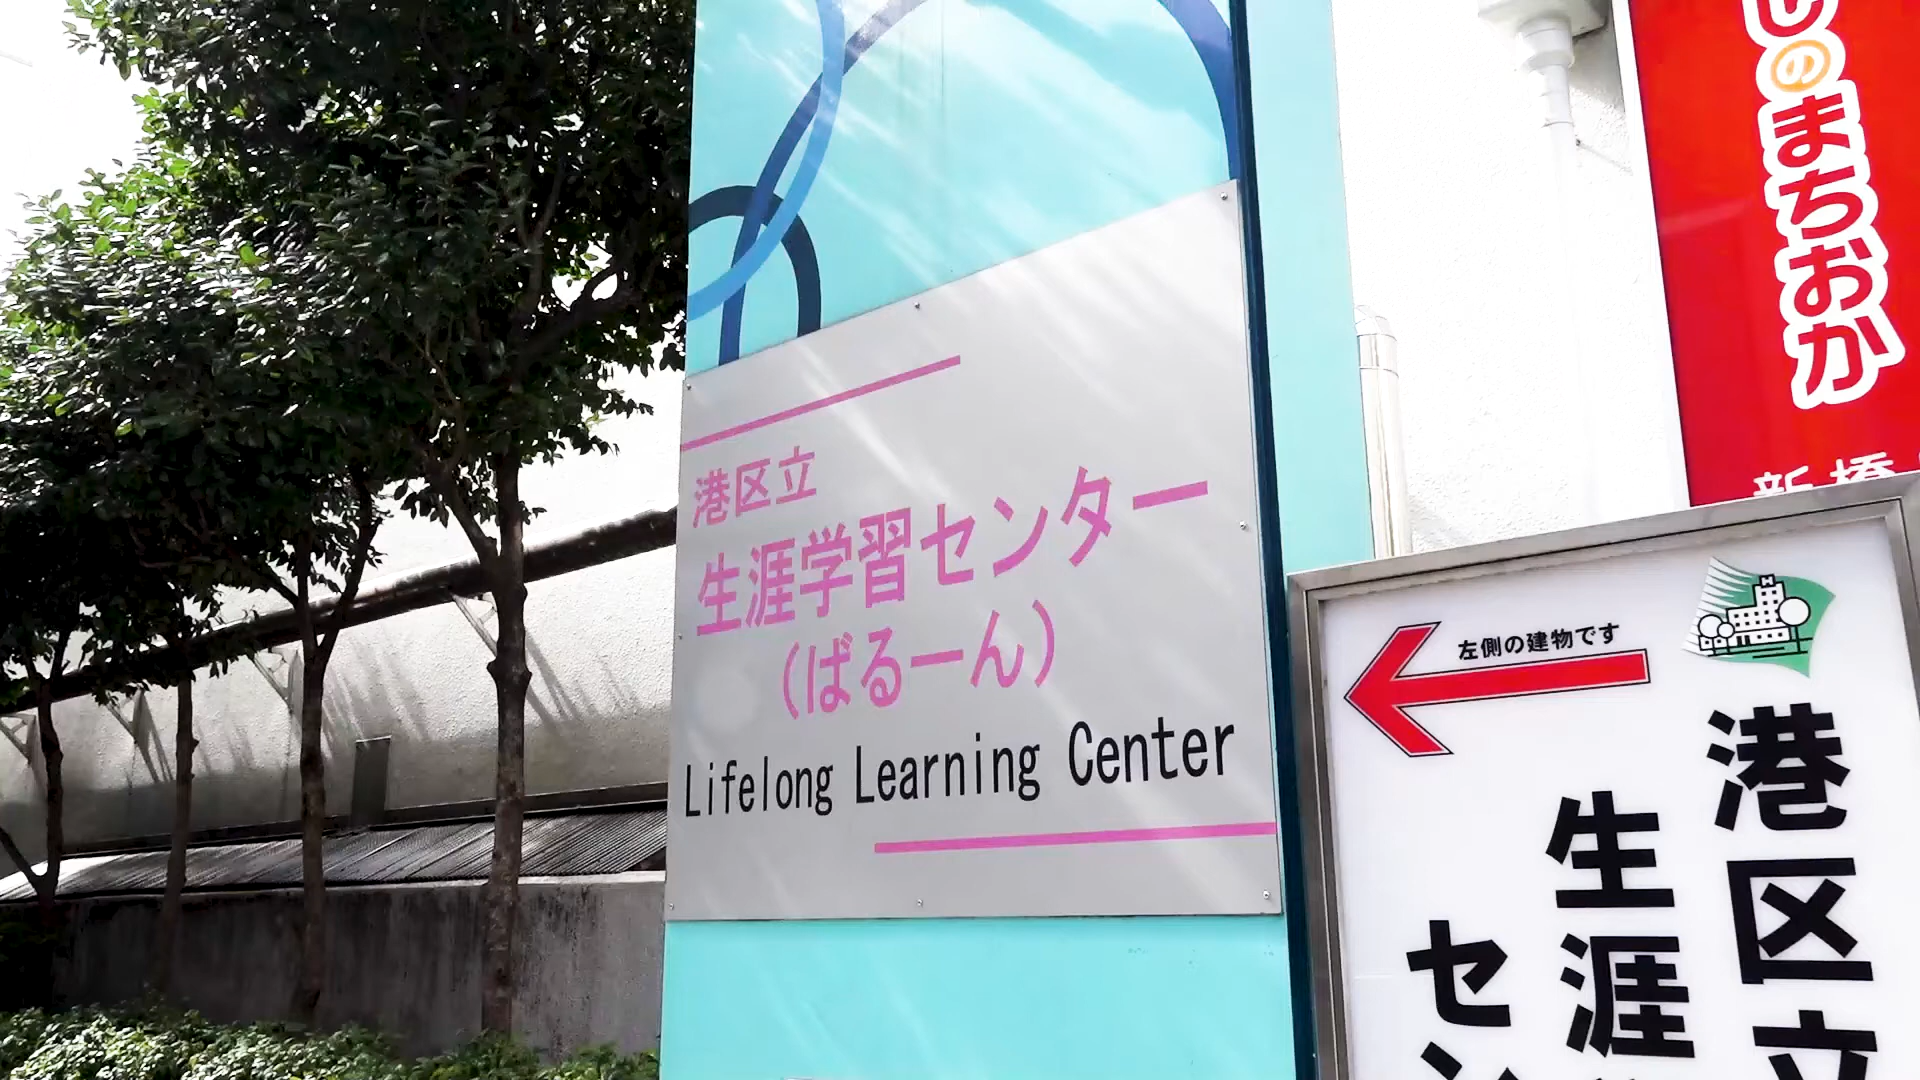 港区立
生涯学習センター
(ばるーん)
Lifelong Learning Center
しのまちおか
新橋
左側の建物です
港区立
生涯
セン